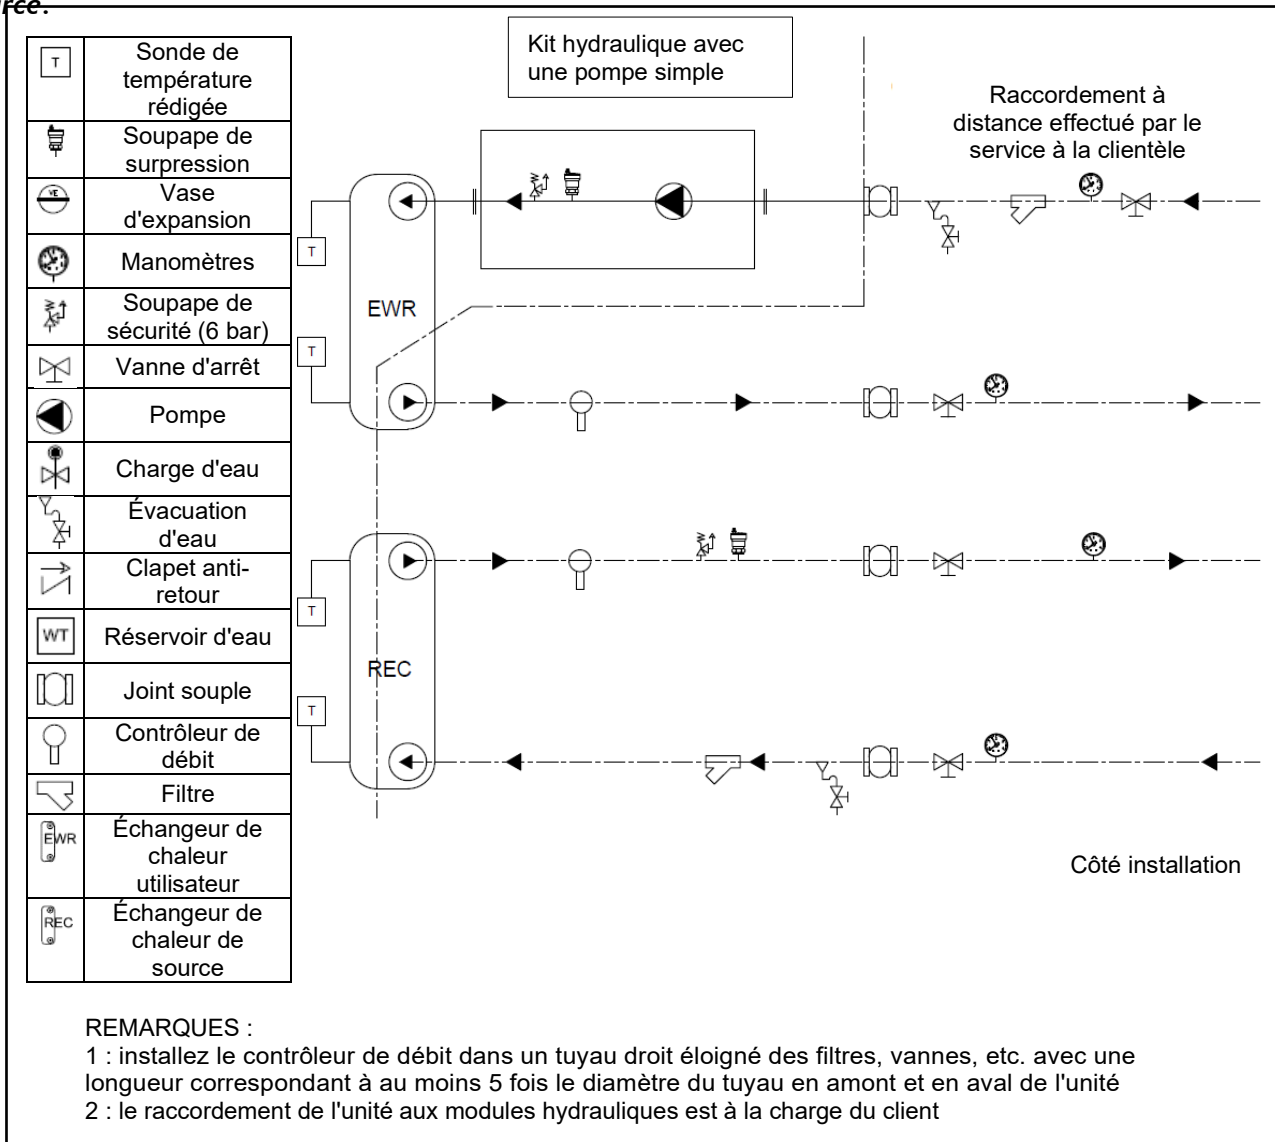 rce.
Kit hydraulique avec
une pompe simple
Raccordement à
distance effectué par le
service à la clientèle
T
Sonde de
température
rédigée
Soupape de
surpression
VE
Vase
d'expansion
Manomètres
Soupape de
sécurité (6 bar)
Vanne d'arrêt
Pompe
Charge d'eau
Évacuation
d'eau
Clapet anti-
retour
WT
Réservoir d'eau
Joint souple
Contrôleur de
débit
Filtre
EWR
Échangeur de
chaleur
utilisateur
REC
Échangeur de
chaleur de
source
T
EWR
T
T
REC
T
Côté installation
REMARQUES :
1 : installez le contrôleur de débit dans un tuyau droit éloigné des filtres, vannes, etc. avec une
longueur correspondant à au moins 5 fois le diamètre du tuyau en amont et en aval de l'unité
2 : le raccordement de l'unité aux modules hydrauliques est à la charge du client